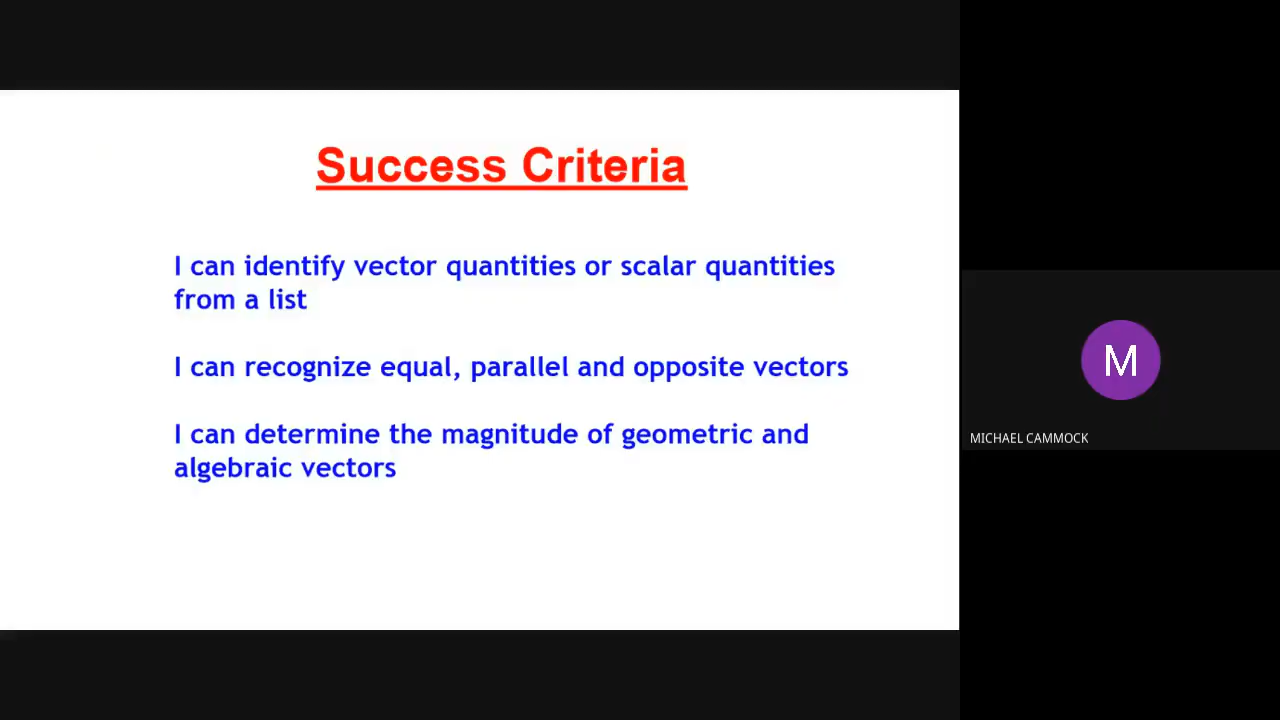 Success Criteria
I can identify vector quantities or scalar quantities
from a list
I can recognize equal, parallel and opposite vectors
I can determine the magnitude of geometric and
algebraic vectors
M
MICHAEL CAMMOCK